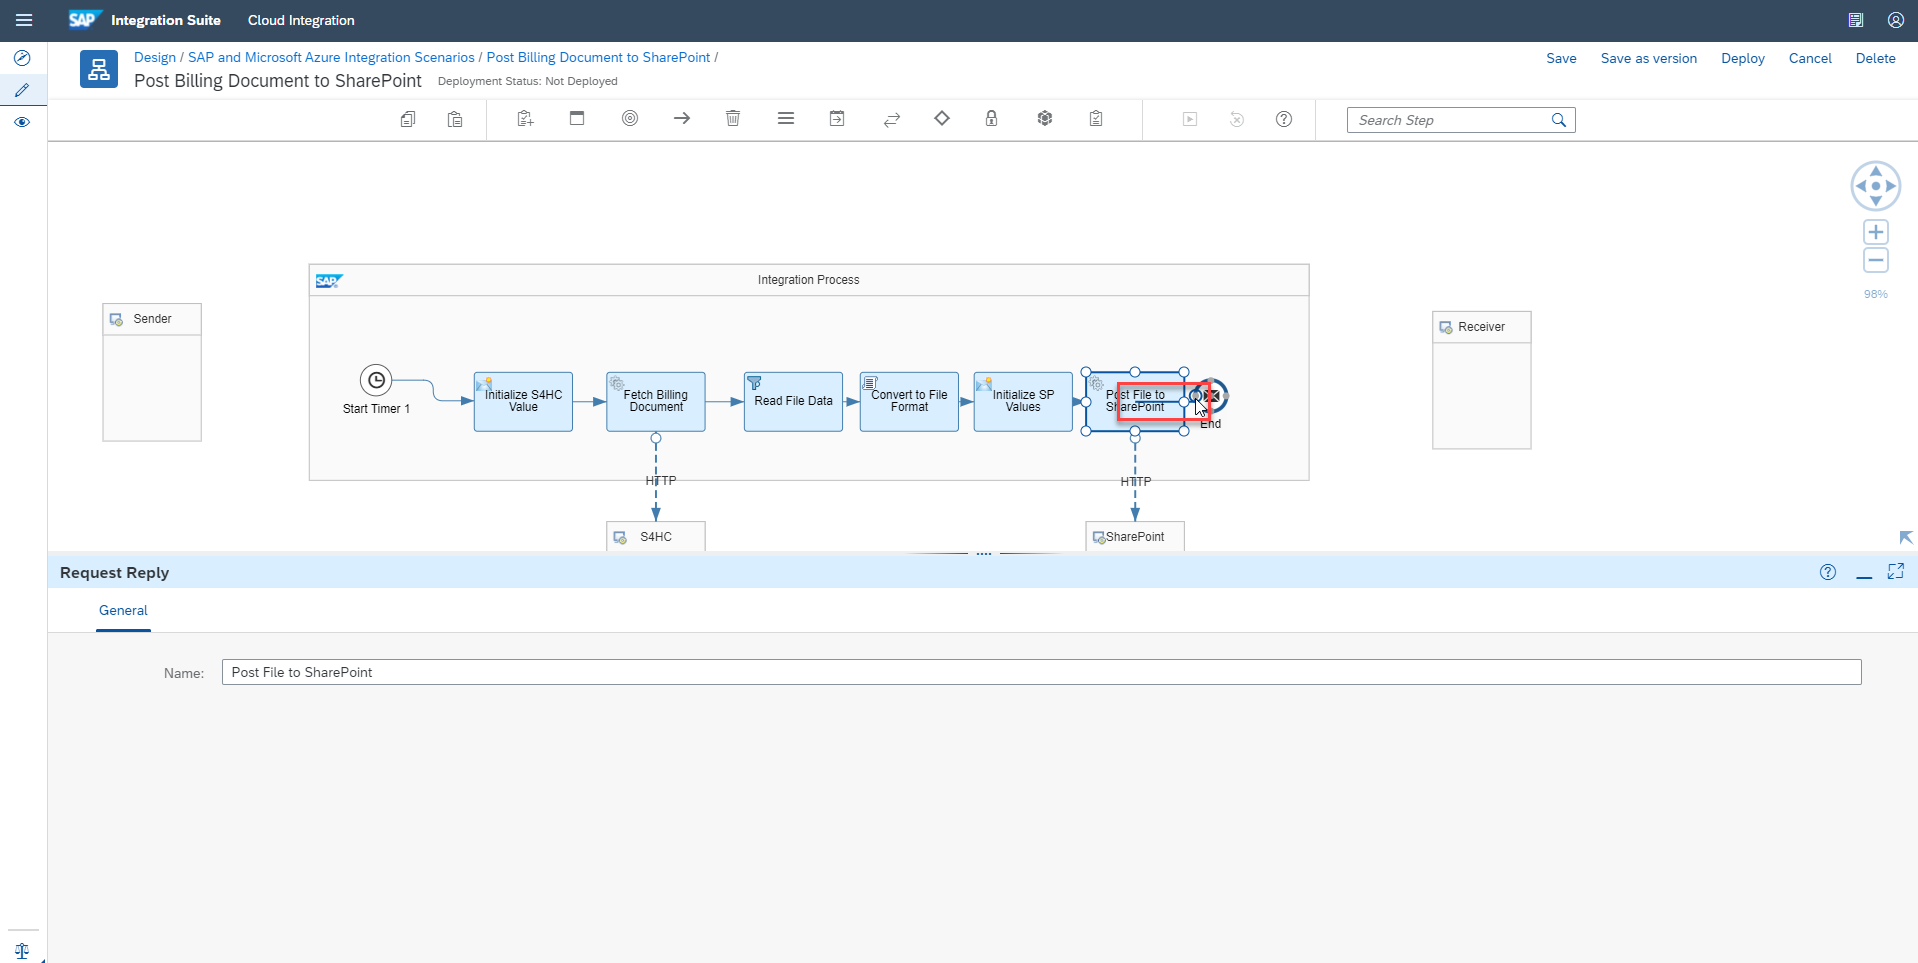 SAP Integration Suite Cloud Integration
Design / SAP and Microsoft Azure Integration Scenarios / Post Billing Document to SharePoint /
Save Save as version Deploy Cancel Delete
Post Billing Document to SharePoint Deployment Status: Not Deployed
Search Step
98%
SAP Integration Process
Sender
Receiver
Start Timer 1
Initialize S4HC
Value
Fetch Billing
Document
Read File Data
Convert to File
Format
Initialize SP
Values
Post File to
SharePoint
End
HTTP
HTTP
S4HC
SharePoint
Request Reply
General
Name: Post File to SharePoint